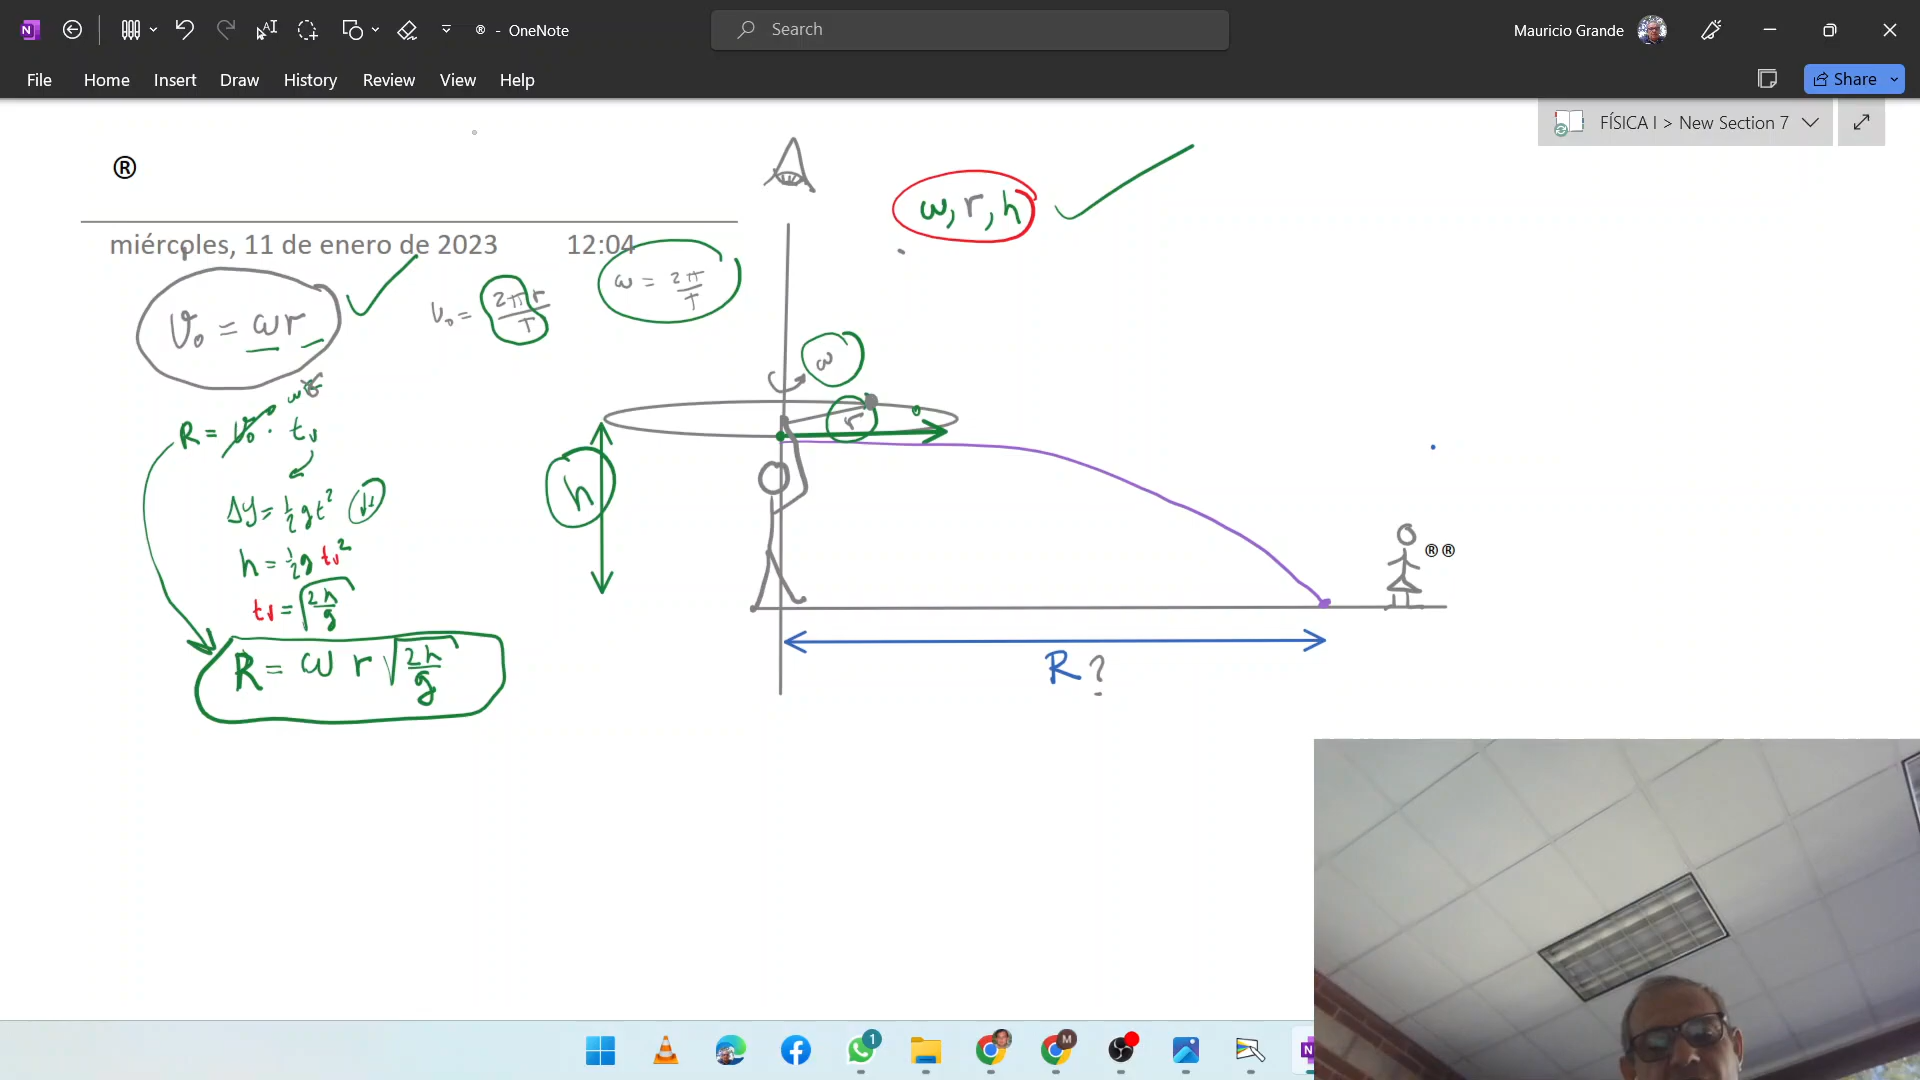 ® - OneNote
Search
Mauricio Grande
File Home Insert Draw History Review View Help
Share
FÍSICA I > New Section 7
®
miércoles, 11 de enero de 2023 12:04
ω, r, h
v₀ = ωr
v₀ = 2πr/T
ω = 2π/T
ω
r
R = v₀ · tᵥ
ω r
Δy = ½gt² ↓+
h = ½g tᵥ²
tᵥ = √(2h/g)
R = ω r √(2h/g)
h
®®
R?
1
M